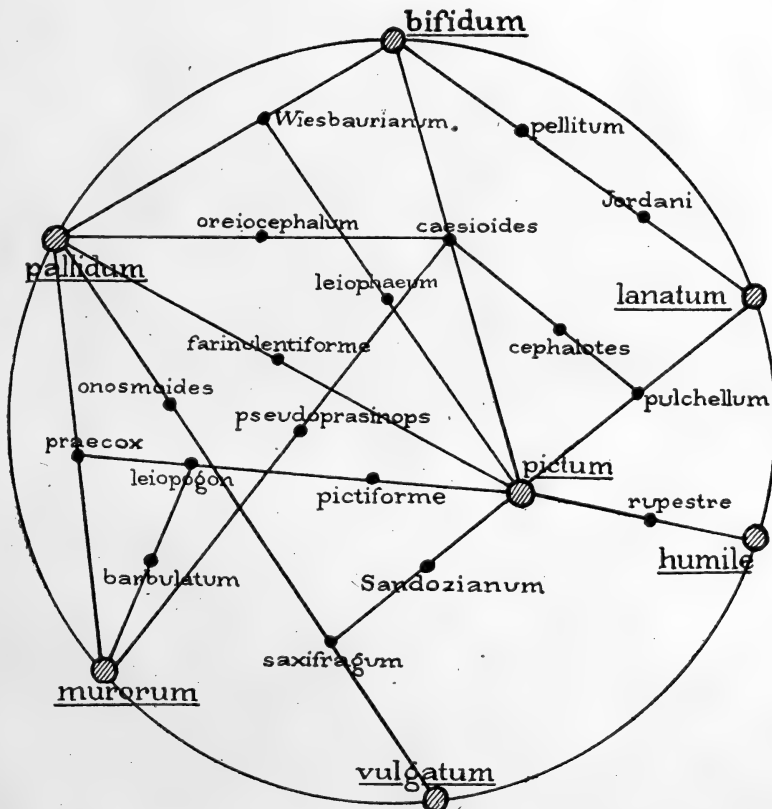 bifidum
Wiesbaurianum
pellitum
Jordani
oreiocephalum
caesioides
pallidum
leiophaeum
lanatum
farinulentiforme
cephalotes
onosmoides
pseudoprasinops
pulchellum
praecox
leiopogon
pictum
pictiforme
rupestre
barbulatum
Sandozianum
humile
saxifragum
murorum
vulgatum